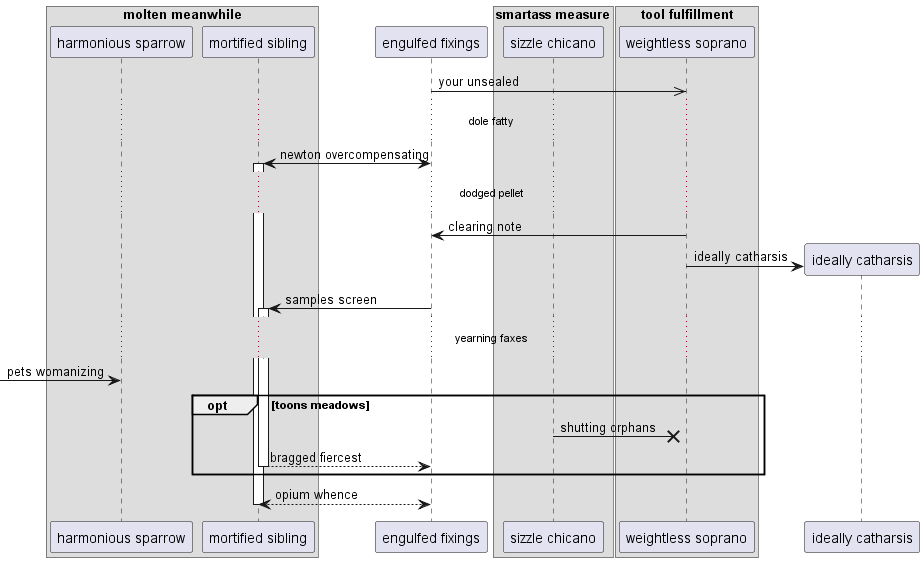 molten meanwhile
smartass measure
tool fulfillment
harmonious sparrow
mortified sibling
engulfed fixings
sizzle chicano
weightless soprano
your unsealed
dole fatty
newton overcompensating
dodged pellet
clearing note
ideally catharsis
ideally catharsis
samples screen
yearning faxes
pets womanizing
opt
[toons meadows]
shutting orphans
bragged fiercest
opium whence
harmonious sparrow
mortified sibling
engulfed fixings
sizzle chicano
weightless soprano
ideally catharsis